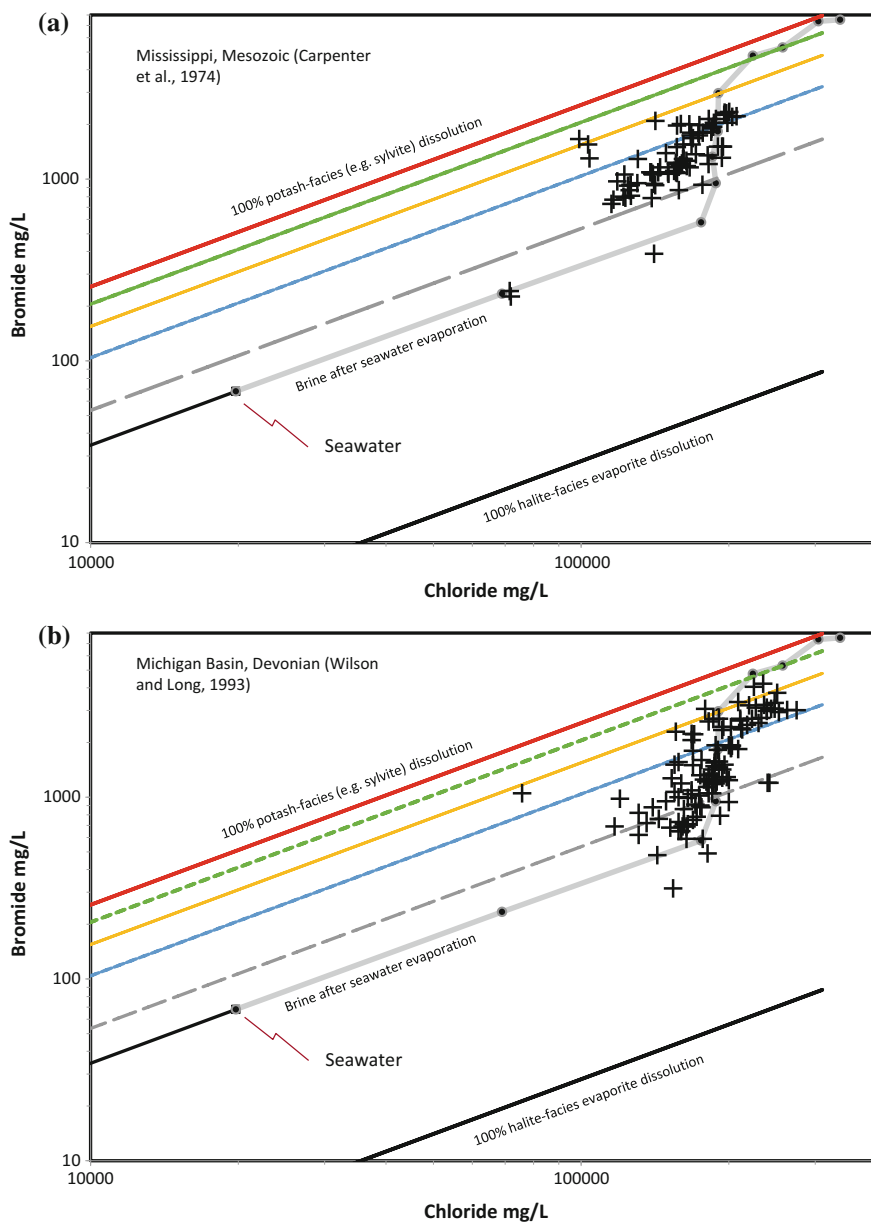 (a)
Mississippi, Mesozoic (Carpenter
et al., 1974)
100% potash-facies (e.g. sylvite) dissolution
1000
Bromide mg/L
100
Brine after seawater evaporation
Seawater
100% halite-facies evaporite dissolution
10
10000
100000
Chloride mg/L
(b)
Michigan Basin, Devonian (Wilson
and Long, 1993)
100% potash-facies (e.g. sylvite) dissolution
1000
Bromide mg/L
100
Brine after seawater evaporation
Seawater
100% halite-facies evaporite dissolution
10
10000
100000
Chloride mg/L